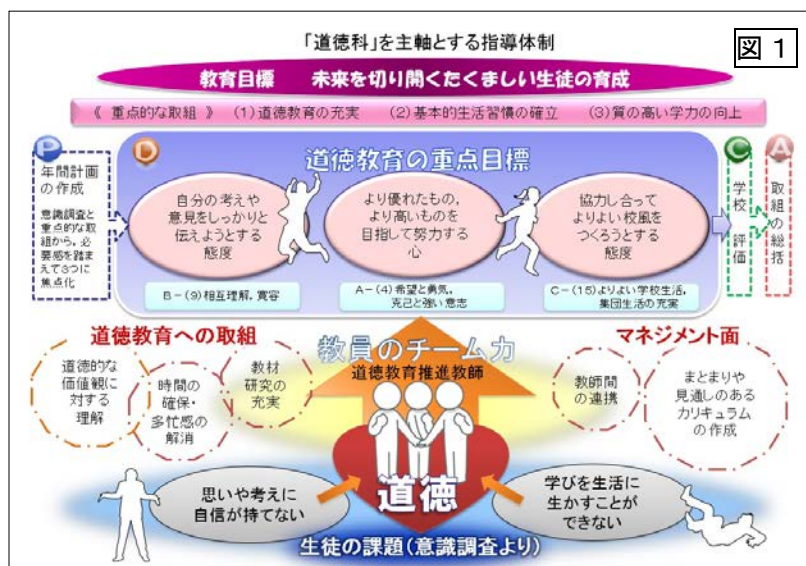 図１
「道徳科」を主軸とする指導体制
教育目標　未来を切り開くたくましい生徒の育成
《 重点的な取組 》 (1)道徳教育の充実　(2)基本的生活習慣の確立　(3)質の高い学力の向上
P
年間計画
の作成
意識調査と
重点的な取
組から，必
要感を踏ま
えて３つに
焦点化
D
道徳教育の重点目標
自分の考えや
意見をしっかりと
伝えようとする
態度
B－(9)相互理解，寛容
より優れたもの，
より高いものを
目指して努力する
心
A－(4)希望と勇気，
克己と強い意志
協力し合って
よりよい校風を
つくろうとする
態度
C－(15)よりよい学校生活，
集団生活の充実
C
学校評価
A
取組の総括
道徳教育への取組
道徳的な
価値観に
対する
理解
時間の
確保・
多忙感の
解消
教材
研究の
充実
教員のチーム力
道徳教育推進教師
マネジメント面
教師間
の連携
まとまりや
見通しのある
カリキュラム
の作成
思いや考えに
自信が持てない
道徳
学びを生活に
生かすことが
できない
生徒の課題(意識調査より)